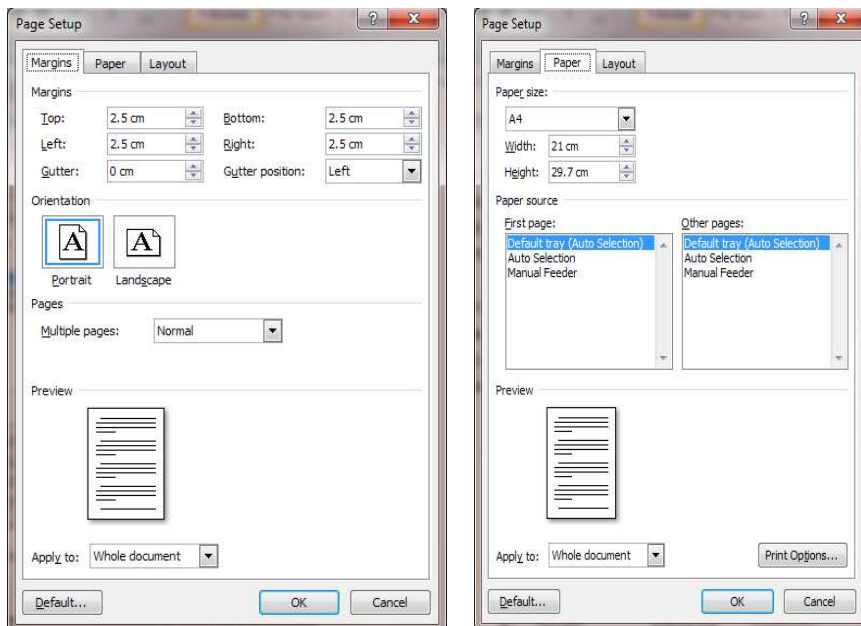 Page Setup
Margins Paper Layout
Margins
Top: 2.5 cm Bottom: 2.5 cm
Left: 2.5 cm Right: 2.5 cm
Gutter: 0 cm Gutter position: Left
Orientation
A A
Portrait Landscape
Pages
Multiple pages: Normal
Preview
Apply to: Whole document
Default... OK Cancel
Page Setup
Margins Paper Layout
Paper size:
A4
Width: 21 cm
Height: 29.7 cm
Paper source
First page: Other pages:
Default tray (Auto Selection) Default tray (Auto Selection)
Auto Selection Auto Selection
Manual Feeder Manual Feeder
Preview
Apply to: Whole document Print Options...
Default... OK Cancel